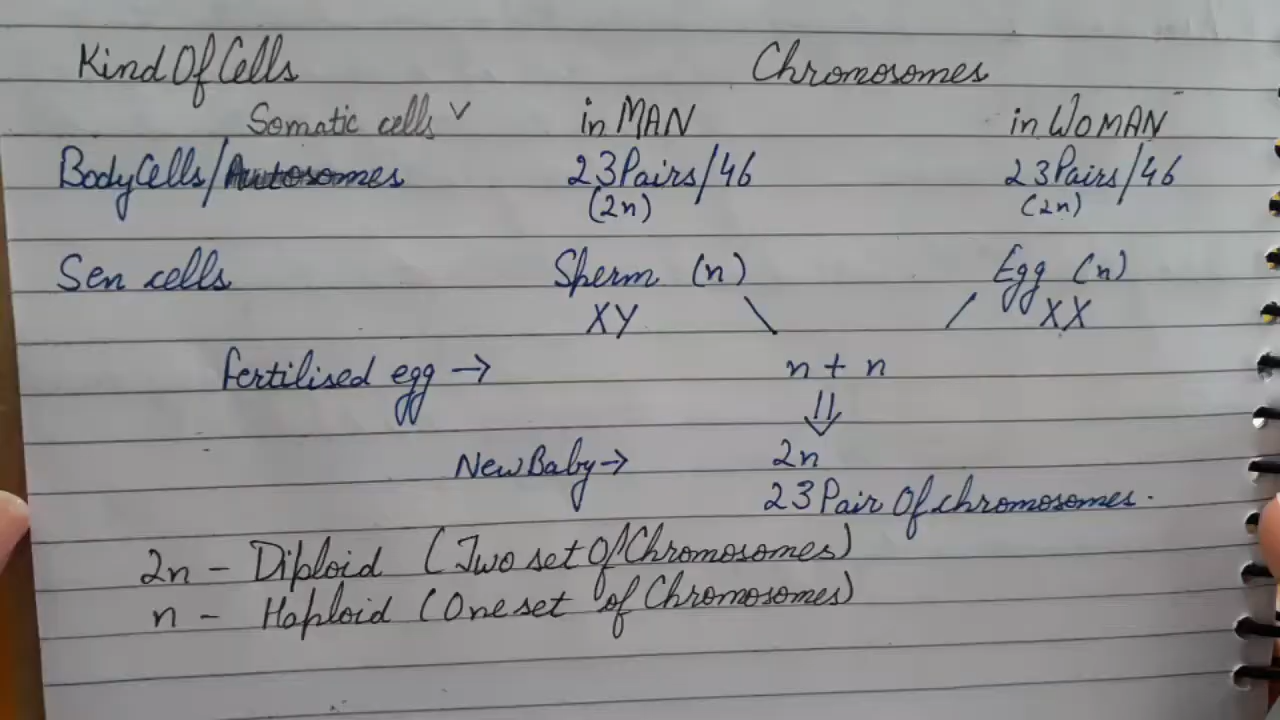 Kind Of Cells Chromosomes
Somatic cells ✓ in MAN in WOMAN
Body Cells/Autosomes 23 Pairs/46 23 Pairs/46
(2n) (2n)
Sex cells Sperm (n) Egg (n)
XY XX
Fertilised egg → n + n
⇓
New Baby → 2n
23 Pair Of chromosomes.
2n - Diploid (Two set Of Chromosomes)
n - Haploid (One set of Chromosomes)